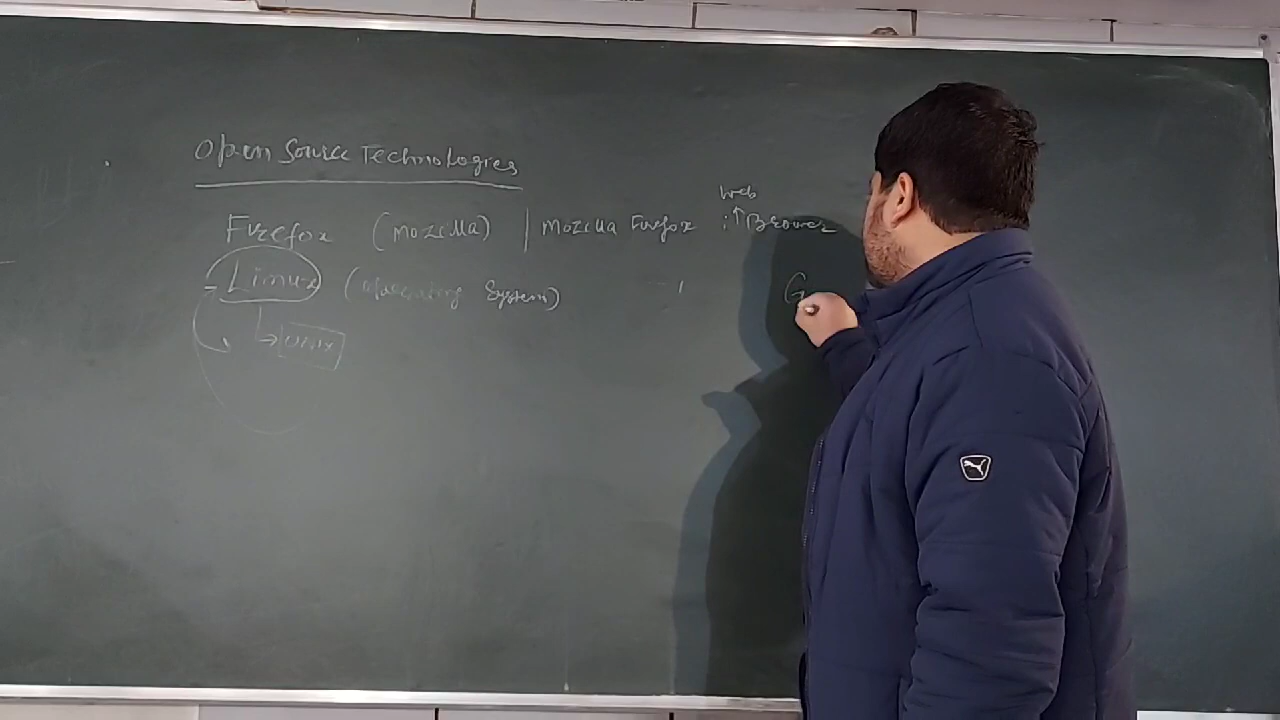 Open Source Technologies
Web
Firefox (Mozilla) | Mozilla Firefox : ↑ Browser
Linux (Operating System)
G
→ Unix